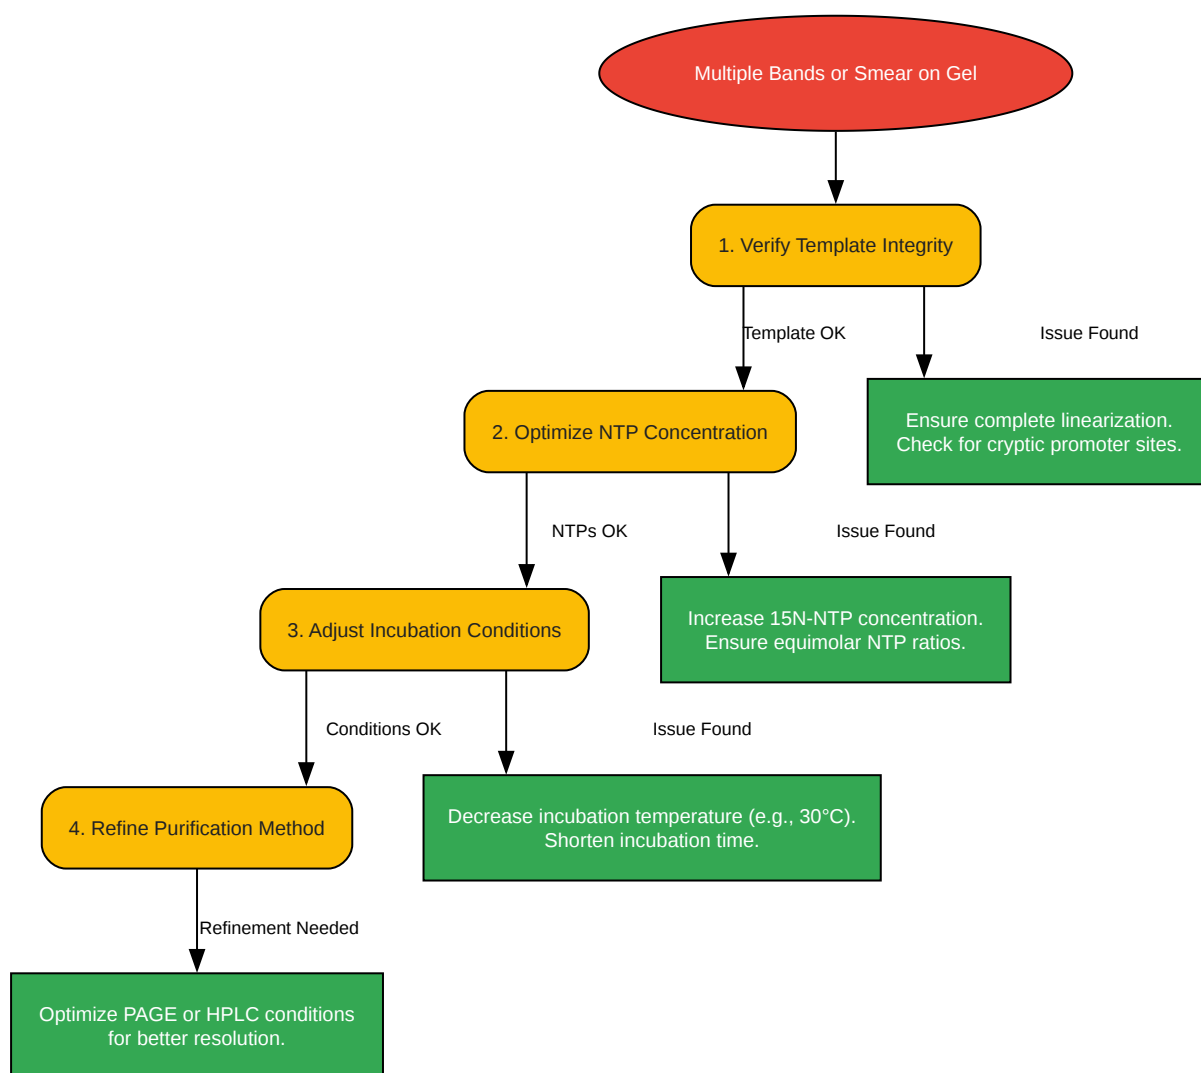 Multiple Bands or Smear on Gel
1. Verify Template Integrity
Template OK
Issue Found
Ensure complete linearization.
Check for cryptic promoter sites.
2. Optimize NTP Concentration
NTPs OK
Issue Found
Increase 15N-NTP concentration.
Ensure equimolar NTP ratios.
3. Adjust Incubation Conditions
Conditions OK
Issue Found
Decrease incubation temperature (e.g., 30°C).
Shorten incubation time.
4. Refine Purification Method
Refinement Needed
Optimize PAGE or HPLC conditions
for better resolution.